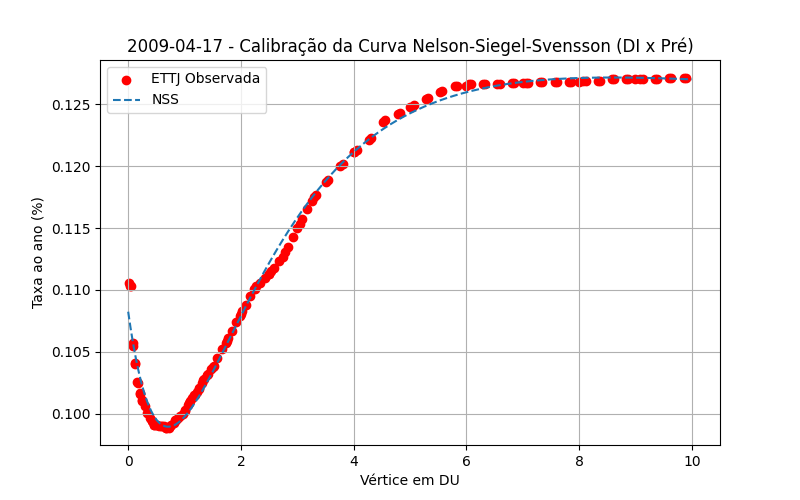 2009-04-17 - Calibração da Curva Nelson-Siegel-Svensson (DI x Pré)
ETTJ Observada
NSS
Taxa ao ano (%)
0.125
0.120
0.115
0.110
0.105
0.100
0 2 4 6 8 10
Vértice em DU